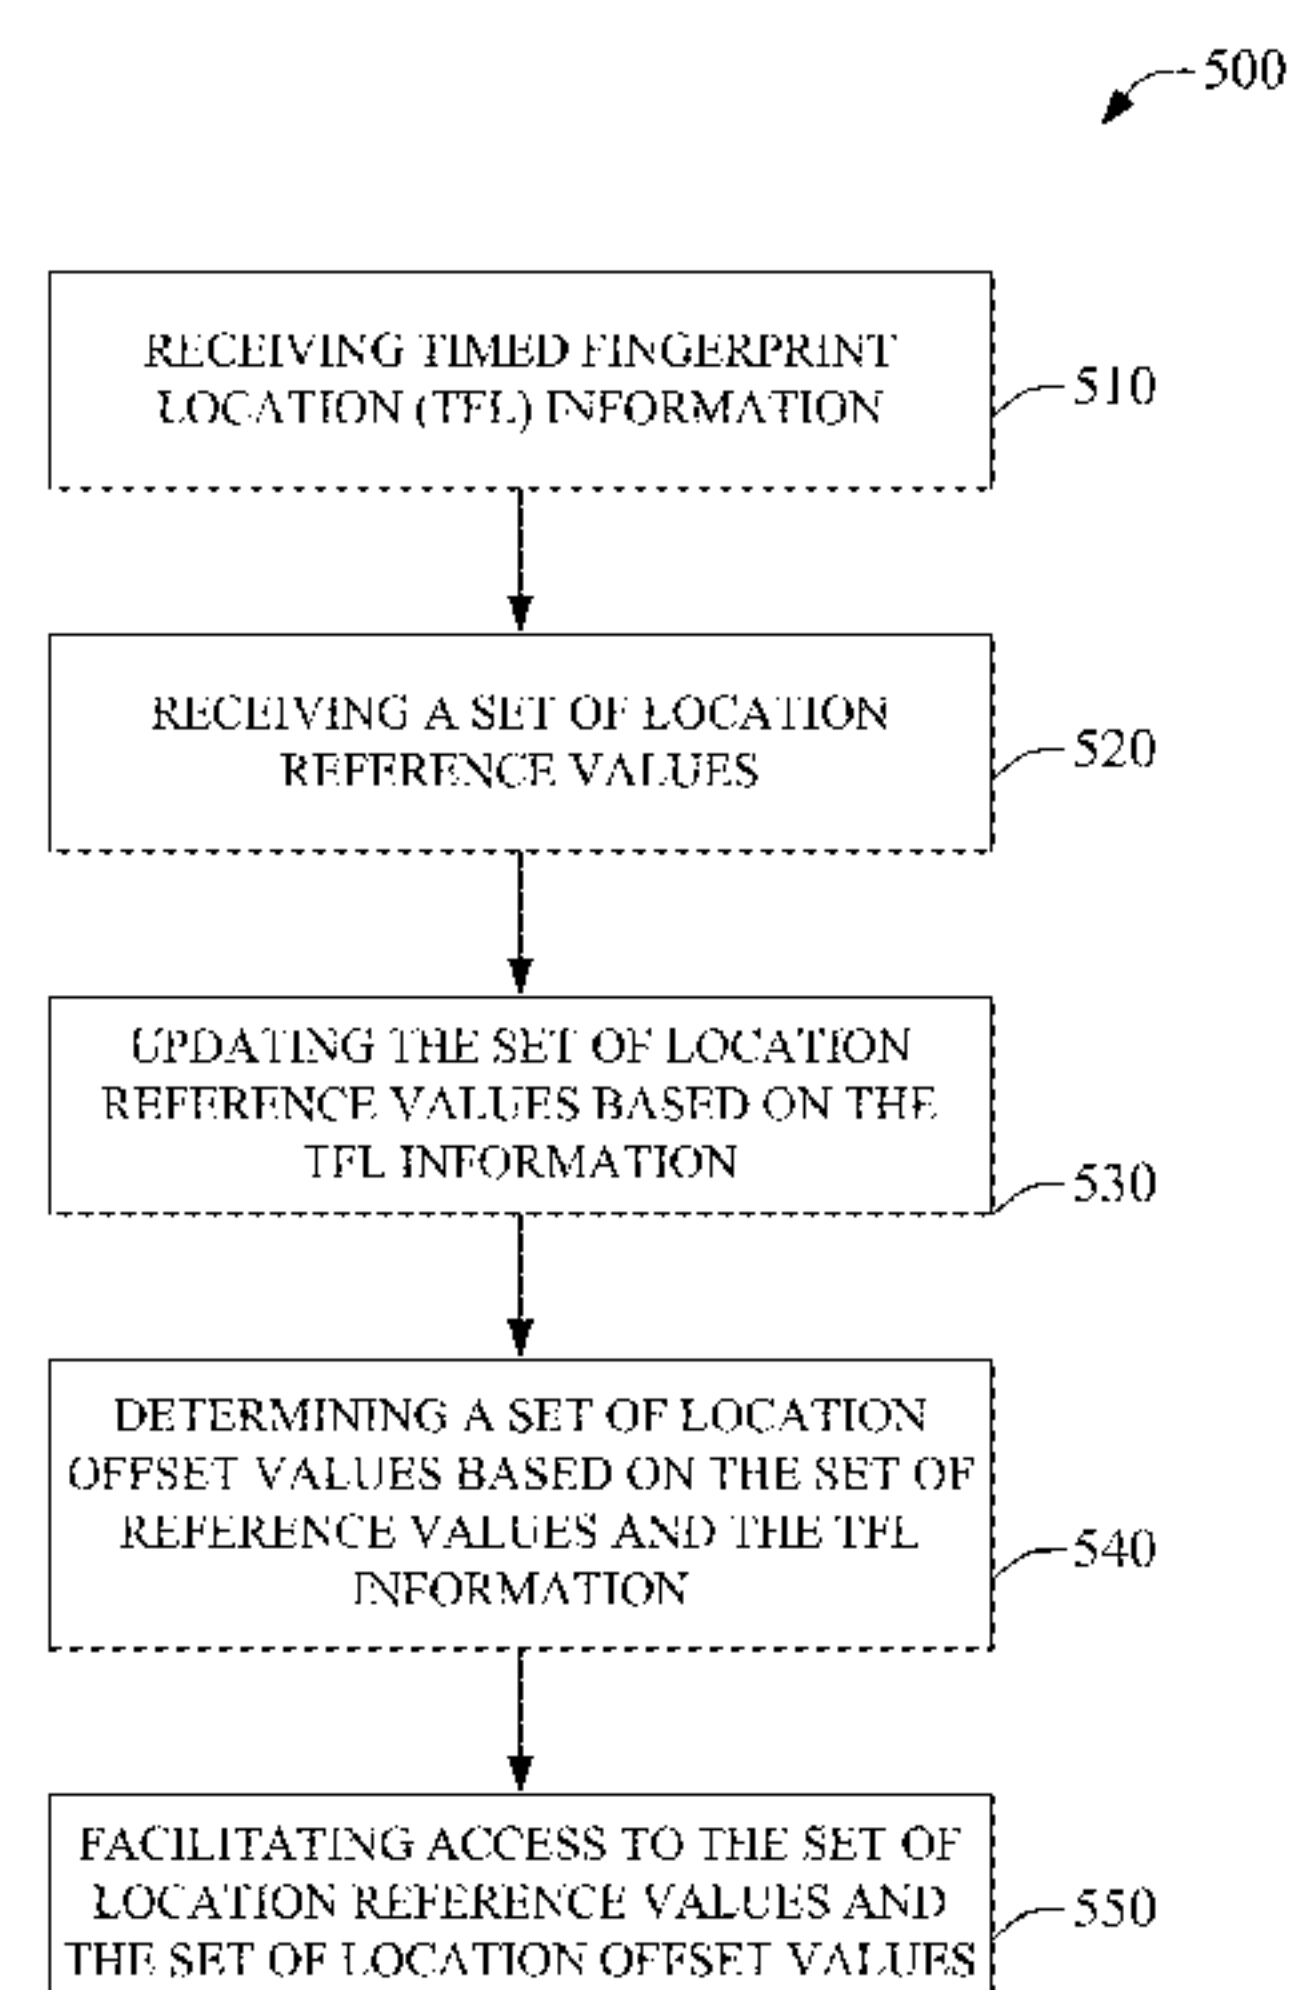 500
RECEIVING TIMED FINGERPRINT
LOCATION (TFL) INFORMATION
510
RECEIVING A SET OF LOCATION
REFERENCE VALUES
520
UPDATING THE SET OF LOCATION
REFERENCE VALUES BASED ON THE
TFL INFORMATION
530
DETERMINING A SET OF LOCATION
OFFSET VALUES BASED ON THE SET OF
REFERENCE VALUES AND THE TFL
INFORMATION
540
FACILITATING ACCESS TO THE SET OF
LOCATION REFERENCE VALUES AND
THE SET OF LOCATION OFFSET VALUES
550